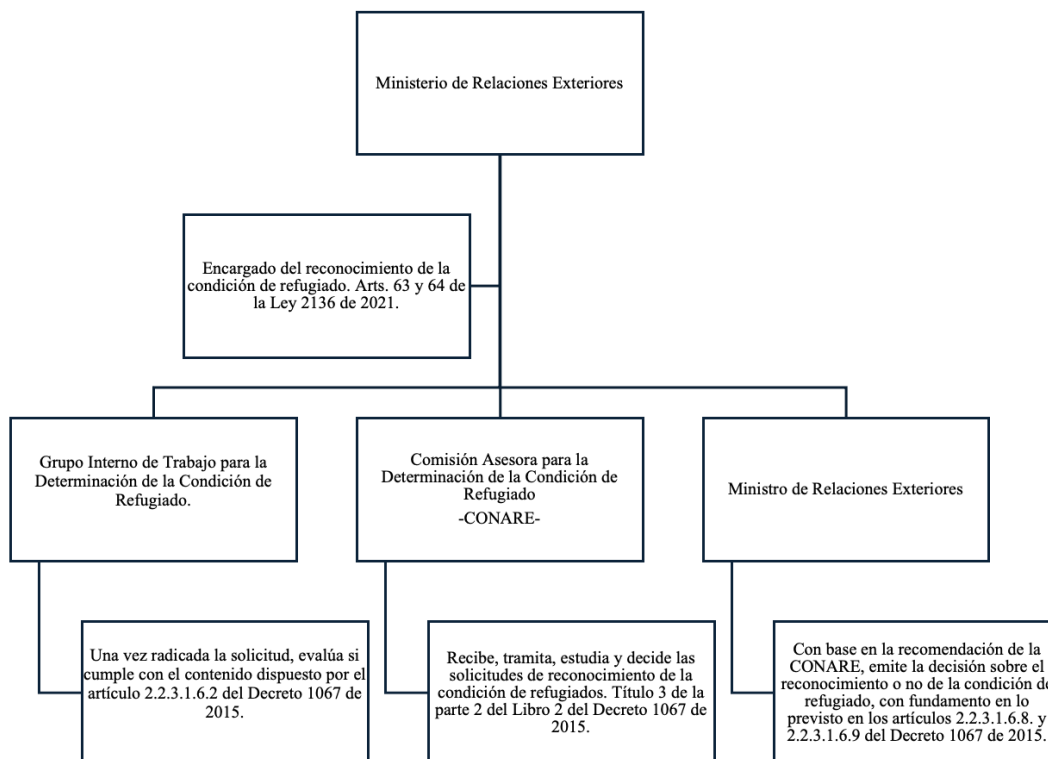 Ministerio de Relaciones Exteriores
Encargado del reconocimiento de la
condición de refugiado. Arts. 63 y 64 de
la Ley 2136 de 2021.
Grupo Interno de Trabajo para la
Determinación de la Condición de
Refugiado.
Comisión Asesora para la
Determinación de la Condición de
Refugiado
-CONARE-
Ministro de Relaciones Exteriores
Una vez radicada la solicitud, evalúa si
cumple con el contenido dispuesto por el
artículo 2.2.3.1.6.2 del Decreto 1067 de
2015.
Recibe, tramita, estudia y decide las
solicitudes de reconocimiento de la
condición de refugiados. Título 3 de la
parte 2 del Libro 2 del Decreto 1067 de
2015.
Con base en la recomendación de la
CONARE, emite la decisión sobre el
reconocimiento o no de la condición de
refugiado, con fundamento en lo
previsto en los artículos 2.2.3.1.6.8. y
2.2.3.1.6.9 del Decreto 1067 de 2015.